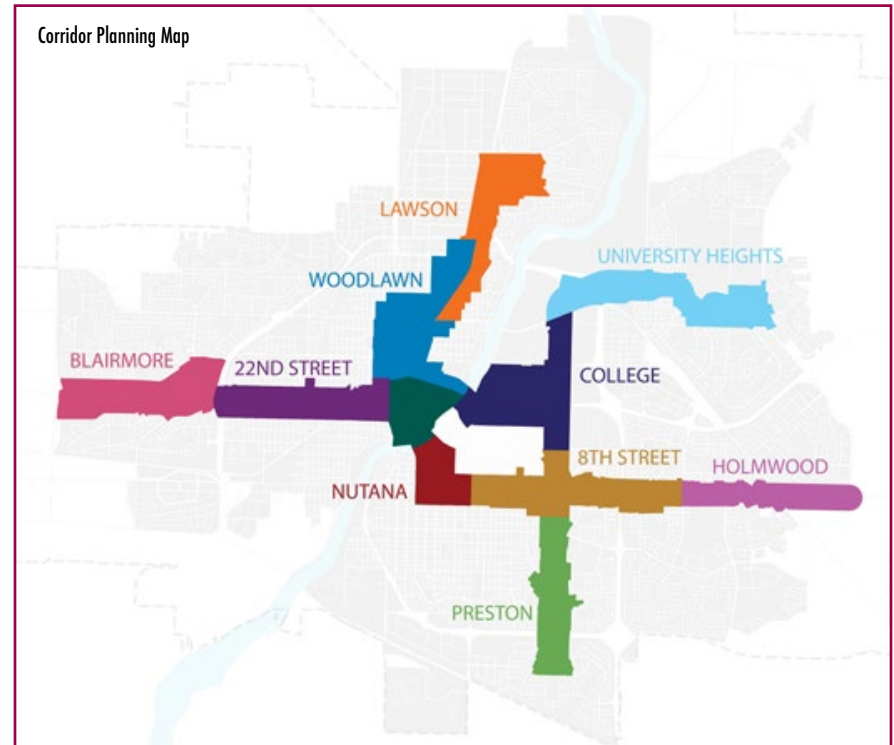 Corridor Planning Map
LAWSON
UNIVERSITY HEIGHTS
WOODLAWN
BLAIRMORE
22ND STREET
COLLEGE
8TH STREET
HOLMWOOD
NUTANA
PRESTON